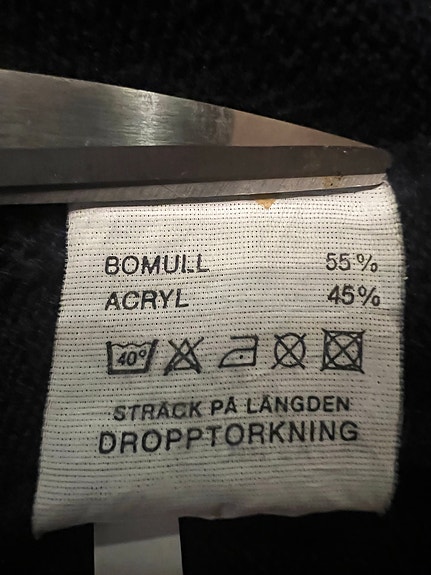 BOMULL 55%
ACRYL 45%
40°
STRÄCK PÅ LÄNGDEN
DROPPTORKNING